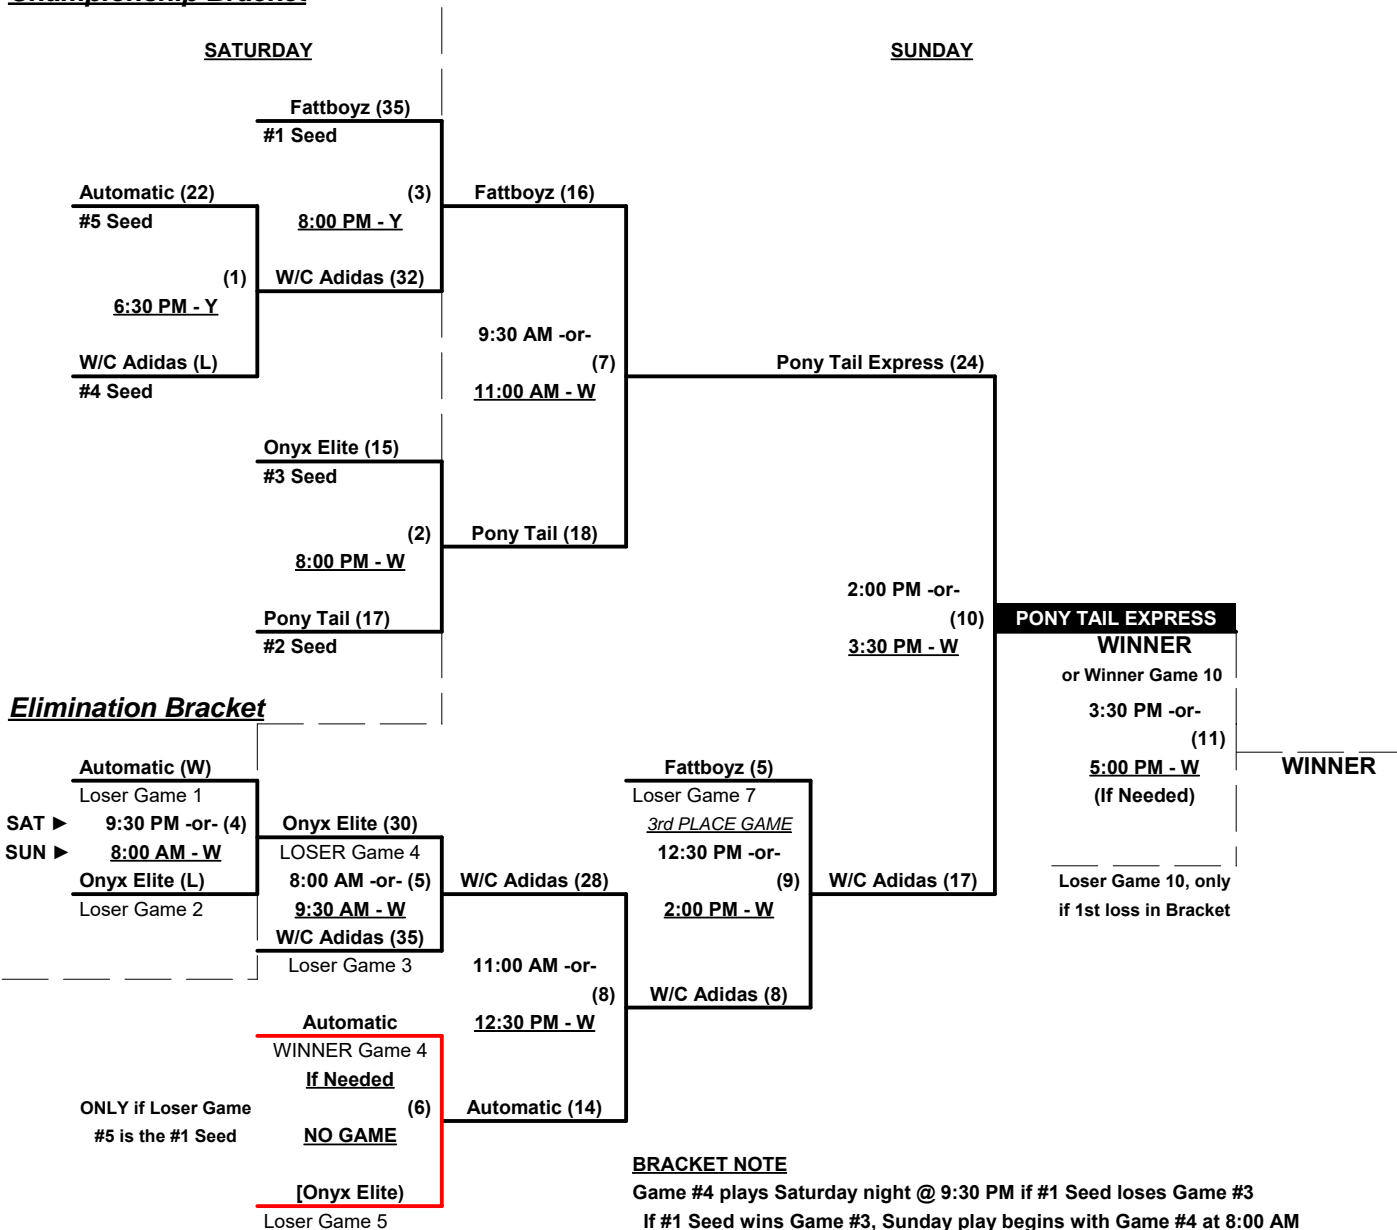 Championship Bracket
SATURDAY
SUNDAY
Fattboyz (35)
#1 Seed
Automatic (22)
(3)
Fattboyz (16)
#5 Seed
8:00 PM - Y
(1)
W/C Adidas (32)
6:30 PM - Y
9:30 AM -or-
W/C Adidas (L)
(7)
Pony Tail Express (24)
#4 Seed
11:00 AM - W
Onyx Elite (15)
#3 Seed
(2)
Pony Tail (18)
8:00 PM - W
2:00 PM -or-
Pony Tail (17)
(10)
PONY TAIL EXPRESS
#2 Seed
3:30 PM - W
WINNER
or Winner Game 10
Elimination Bracket
3:30 PM -or-
(11)
Automatic (W)
Fattboyz (5)
5:00 PM - W
WINNER
Loser Game 1
Loser Game 7
(If Needed)
SAT ► 9:30 PM -or- (4)
Onyx Elite (30)
3rd PLACE GAME
SUN ► 8:00 AM - W
LOSER Game 4
12:30 PM -or-
Onyx Elite (L)
8:00 AM -or- (5)
W/C Adidas (28)
(9)
W/C Adidas (17)
Loser Game 10, only
Loser Game 2
9:30 AM - W
2:00 PM - W
if 1st loss in Bracket
W/C Adidas (35)
Loser Game 3
11:00 AM -or-
(8)
W/C Adidas (8)
Automatic
12:30 PM - W
WINNER Game 4
If Needed
ONLY if Loser Game
(6)
Automatic (14)
#5 is the #1 Seed
NO GAME
BRACKET NOTE
[Onyx Elite)
Game #4 plays Saturday night @ 9:30 PM if #1 Seed loses Game #3
Loser Game 5
If #1 Seed wins Game #3, Sunday play begins with Game #4 at 8:00 AM